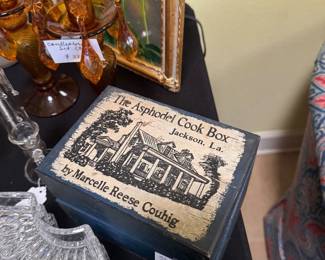 The Asphodel Cook Box
Jackson, La.
by Marcelle Reese Couhig